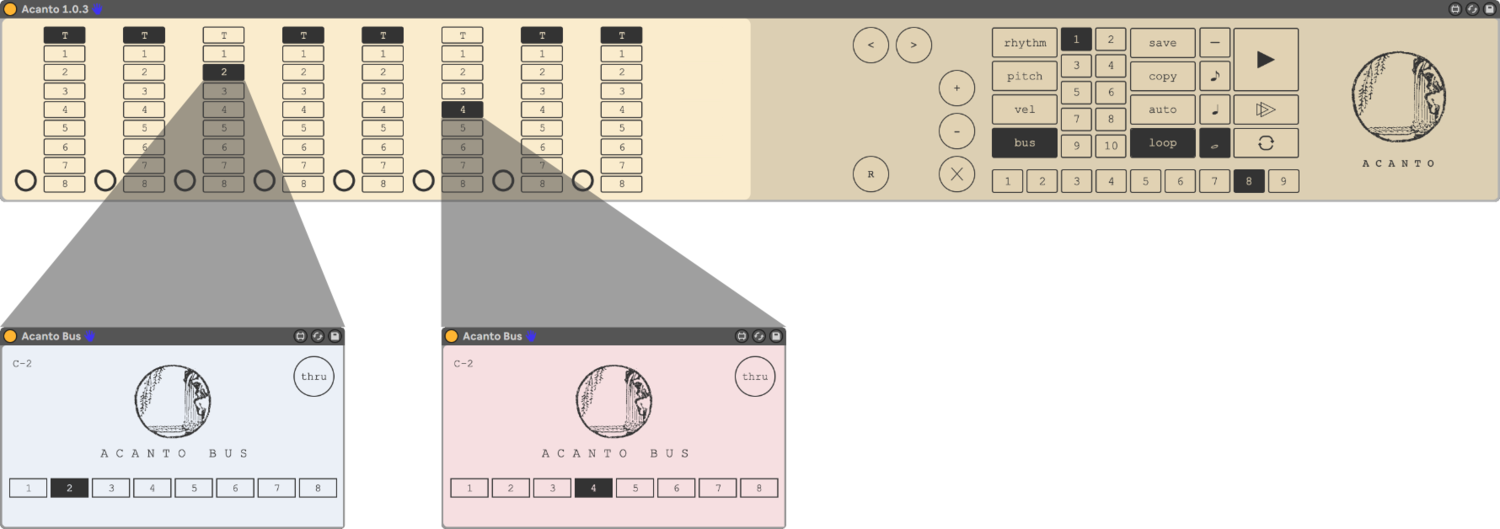 Acanto 1.0.3
T T T T T T T T
1 1 1 1 1 1 1 1
2 2 2 2 2 2 2 2
3 3 3 3 3 3 3 3
4 4 4 4 4 4 4 4
5 5 5 5 5 5 5 5
6 6 6 6 6 6 6 6
7 7 7 7 7 7 7 7
8 8 8 8 8 8 8 8
< >
+
-
R
rhythm 1 2 save
3 4
pitch copy
5 6
vel auto
7 8
bus 9 10 loop
1 2 3 4 5 6 7 8 9
ACANTO
Acanto Bus
C-2
thru
ACANTO BUS
1 2 3 4 5 6 7 8
Acanto Bus
C-2
thru
ACANTO BUS
1 2 3 4 5 6 7 8